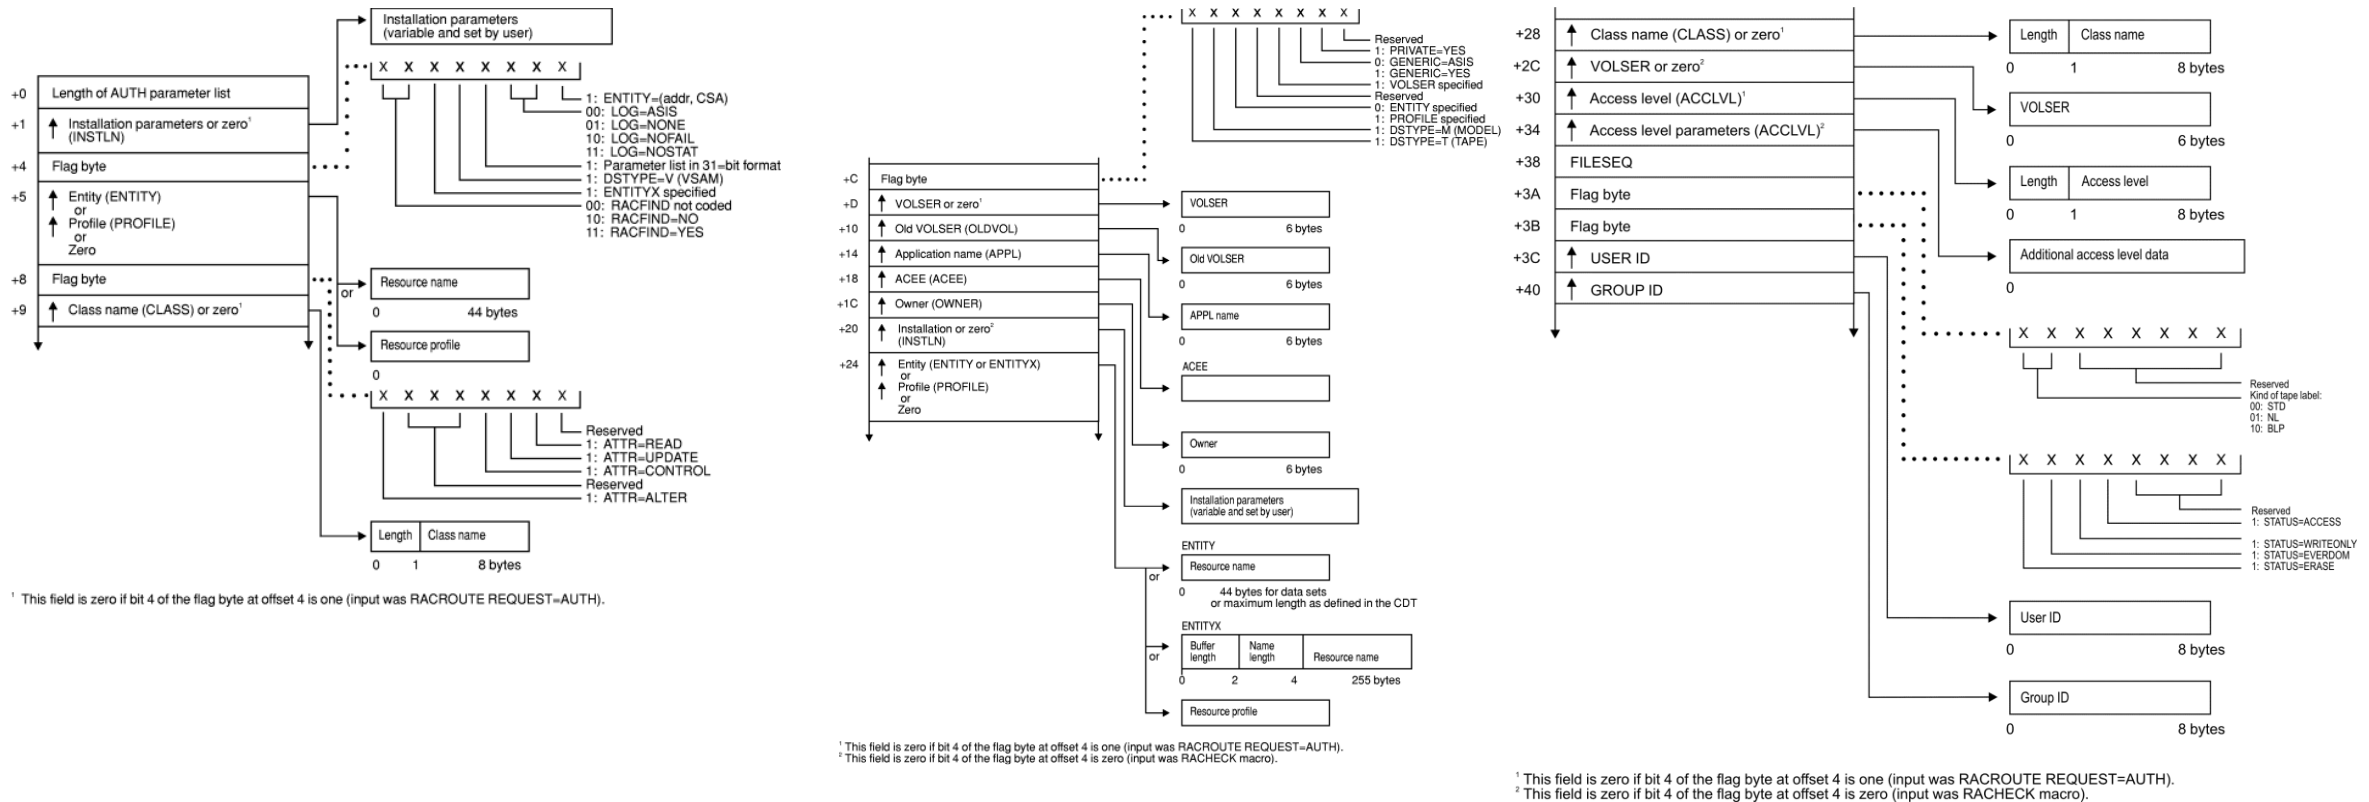 Installation parameters
(variable and set by user)
X X X X X X X X
+0 Length of AUTH parameter list
+1 Installation parameters or zero¹
(INSTLN)
+4 Flag byte
+5 Entity (ENTITY)
or
Profile (PROFILE)
or
Zero
+8 Flag byte
+9 Class name (CLASS) or zero¹
1: ENTITY=(addr, CSA)
00: LOG=ASIS
01: LOG=NONE
10: LOG=NOFAIL
11: LOG=NOSTAT
1: Parameter list in 31=bit format
1: DSTYPE=V (VSAM)
1: ENTITYX specified
00: RACFIND not coded
10: RACFIND=NO
11: RACFIND=YES
or
Resource name
0 44 bytes
Resource profile
0
X X X X X X X X
Reserved
1: ATTR=READ
1: ATTR=UPDATE
1: ATTR=CONTROL
Reserved
1: ATTR=ALTER
Length Class name
0 1 8 bytes
¹ This field is zero if bit 4 of the flag byte at offset 4 is one (input was RACROUTE REQUEST=AUTH).
X X X X X X X X
Reserved
1: PRIVATE=YES
0: GENERIC=ASIS
1: GENERIC=YES
1: VOLSER specified
Reserved
0: ENTITY specified
1: PROFILE specified
1: DSTYPE=M (MODEL)
1: DSTYPE=T (TAPE)
+C Flag byte
+D VOLSER or zero¹
+10 Old VOLSER (OLDVOL)
+14 Application name (APPL)
+18 ACEE (ACEE)
+1C Owner (OWNER)
+20 Installation or zero²
(INSTLN)
+24 Entity (ENTITY or ENTITYX)
or
Profile (PROFILE)
or
Zero
VOLSER
0 6 bytes
Old VOLSER
0 6 bytes
APPL name
0 6 bytes
ACEE
Owner
0 6 bytes
Installation parameters
(variable and set by user)
ENTITY
Resource name
or
0 44 bytes for data sets
or maximum length as defined in the CDT
ENTITYX
Buffer length Name length Resource name
or
0 2 4 255 bytes
Resource profile
¹ This field is zero if bit 4 of the flag byte at offset 4 is one (input was RACROUTE REQUEST=AUTH).
² This field is zero if bit 4 of the flag byte at offset 4 is zero (input was RACHECK macro).
+28 Class name (CLASS) or zero¹
+2C VOLSER or zero²
+30 Access level (ACCLVL)¹
+34 Access level parameters (ACCLVL)²
+38 FILESEQ
+3A Flag byte
+3B Flag byte
+3C USER ID
+40 GROUP ID
Length Class name
0 1 8 bytes
VOLSER
0 6 bytes
Length Access level
0 1 8 bytes
Additional access level data
0
X X X X X X X X
Reserved
Kind of tape label:
00: STD
01: NL
10: BLP
X X X X X X X X
Reserved
1: STATUS=ACCESS
1: STATUS=WRITEONLY
1: STATUS=EVERDOM
1: STATUS=ERASE
User ID
0 8 bytes
Group ID
0 8 bytes
¹ This field is zero if bit 4 of the flag byte at offset 4 is one (input was RACROUTE REQUEST=AUTH).
² This field is zero if bit 4 of the flag byte at offset 4 is zero (input was RACHECK macro).